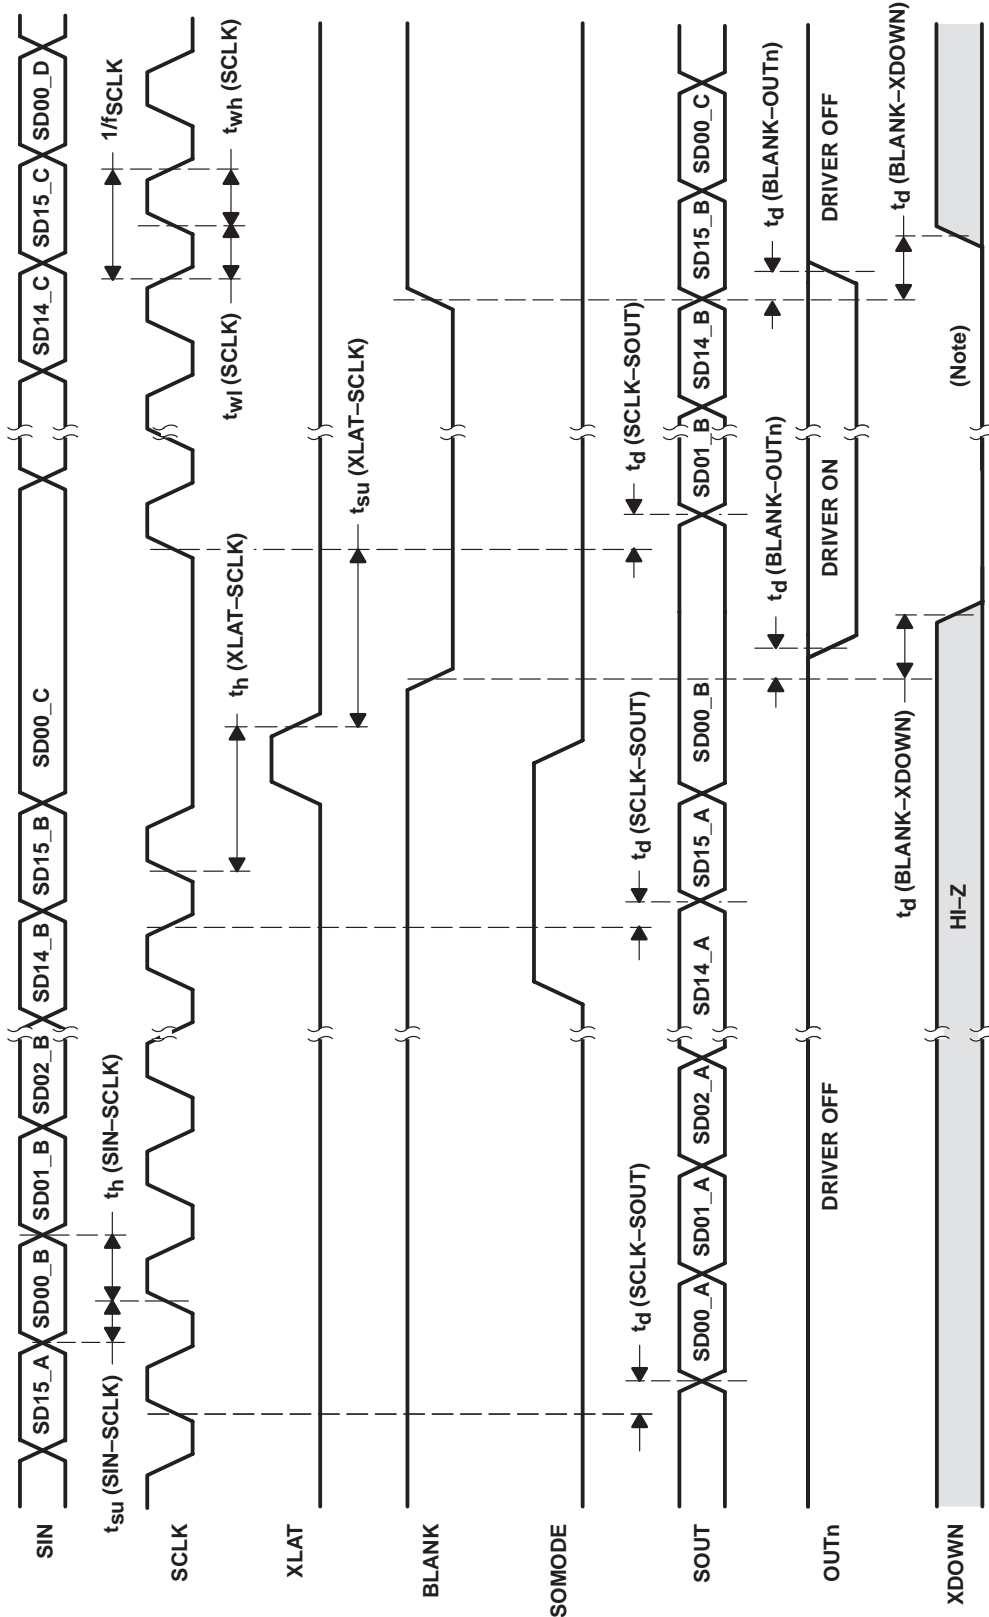 SIN
SD15_A
SD00_B
SD01_B
SD02_B
SD14_B
SD15_B
SD00_C
SD14_C
SD15_C
SD00_D
tsu (SIN–SCLK)
th (SIN–SCLK)
1/fSCLK
SCLK
twl (SCLK)
twh (SCLK)
th (XLAT–SCLK)
XLAT
tsu (XLAT–SCLK)
BLANK
SOMODE
td (SCLK–SOUT)
td (SCLK–SOUT)
td (SCLK–SOUT)
SOUT
SD00_A
SD01_A
SD02_A
SD14_A
SD15_A
SD00_B
SD01_B
SD14_B
SD15_B
SD00_C
td (BLANK–OUTn)
td (BLANK–OUTn)
OUTn
DRIVER OFF
DRIVER ON
DRIVER OFF
td (BLANK–XDOWN)
td (BLANK–XDOWN)
XDOWN
HI–Z
(Note)